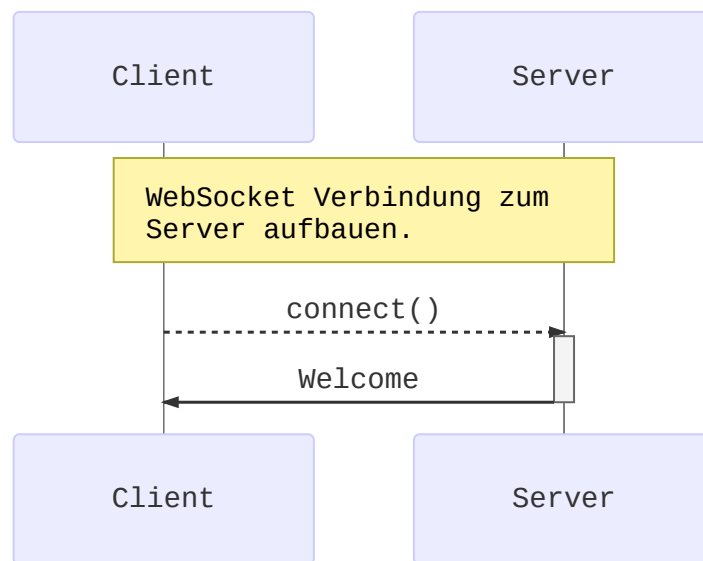 Client
Server
WebSocket Verbindung zum
Server aufbauen.
connect()
Welcome
Client
Server